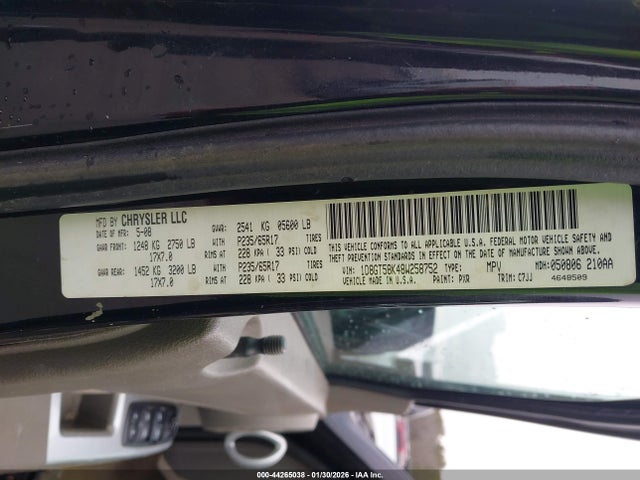 MFD BY CHRYSLER LLC
DATE OF MFR: 5-08 GVWR: 2541 KG 05600 LB
GAWR FRONT: 1248 KG 2750 LB WITH P235/65R17 TIRES
17X7.0 RIMS AT 228 KPA( 33 PSI) COLD
GAWR REAR: 1452 KG 3200 LB WITH P235/65R17 TIRES
17X7.0 RIMS AT 228 KPA( 33 PSI) COLD
THIS VEHICLE CONFORMS TO ALL APPLICABLE U.S.A. FEDERAL MOTOR VEHICLE SAFETY AND
THEFT PREVENTION STANDARDS IN EFFECT ON THE DATE OF MANUFACTURE SHOWN ABOVE.
VIN: 1D8GT58K48W258752 TYPE: MPV MDH: 050806 210AA
VEHICLE MADE IN U.S.A. PAINT: PXR TRIM: C7JJ 4648509
000-44265038 - 01/30/2026 - IAA Inc.